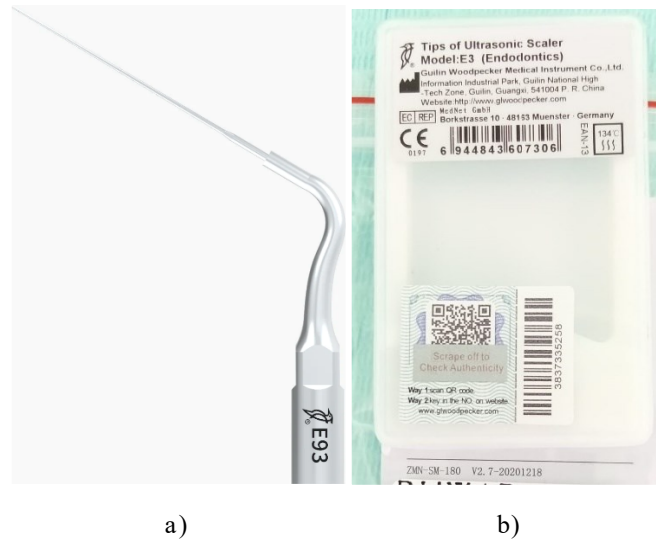 E93
Tips of Ultrasonic Scaler
Model:E3 (Endodontics)
Guilin Woodpecker Medical Instrument Co.,Ltd.
Information Industrial Park, Guilin National High
-Tech Zone, Guilin, Guangxi, 541004 P. R. China
Website:http://www.glwoodpecker.com
EC REP
MedNet GmbH
Borkstrasse 10 · 48163 Muenster · Germany
CE
0197
6 944843 607306
EAN-13
134℃
Scrape off to
Check Authenticity
Way 1:scan QR code
Way 2:key in the NO. on website
www.glwoodpecker.com
3837335258
ZMN-SM-180 V2.7-20201218
a)
b)